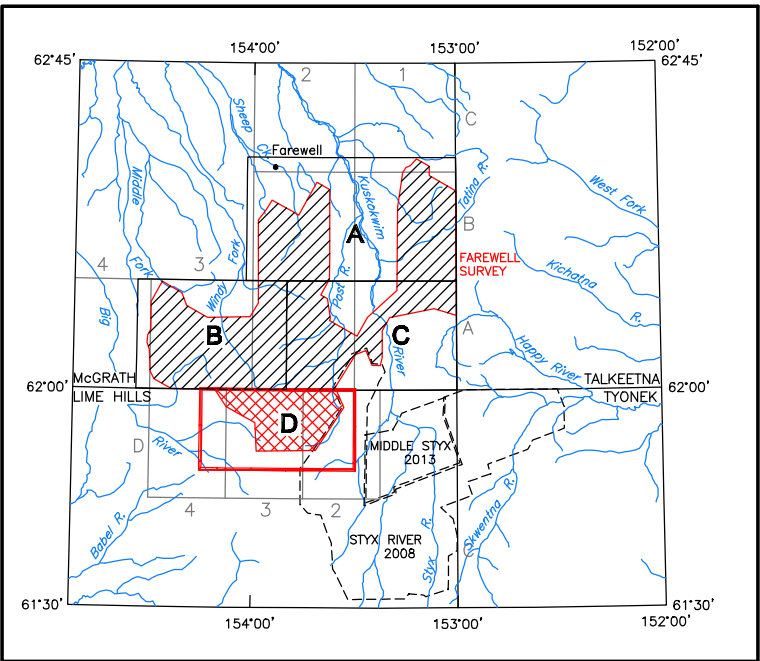 154°00'
153°00'
152°00'
62°45'
62°45'
2
1
C
Sheep
Ck.
Farewell
Middle
Kuskokwim
Tatina R.
West Fork
A
B
FAREWELL
SURVEY
4
3
Fork
Fork
Windy
Post R.
Kichatna
R.
Big
B
C
A
River
Happy River
McGRATH
TALKEETNA
62°00'
62°00'
LIME HILLS
TYONEK
D
D
River
MIDDLE STYX
2013
4
3
2
Babel R.
STYX RIVER
2008
Styx R.
Skwentna R.
C
61°30'
61°30'
154°00'
153°00'
152°00'